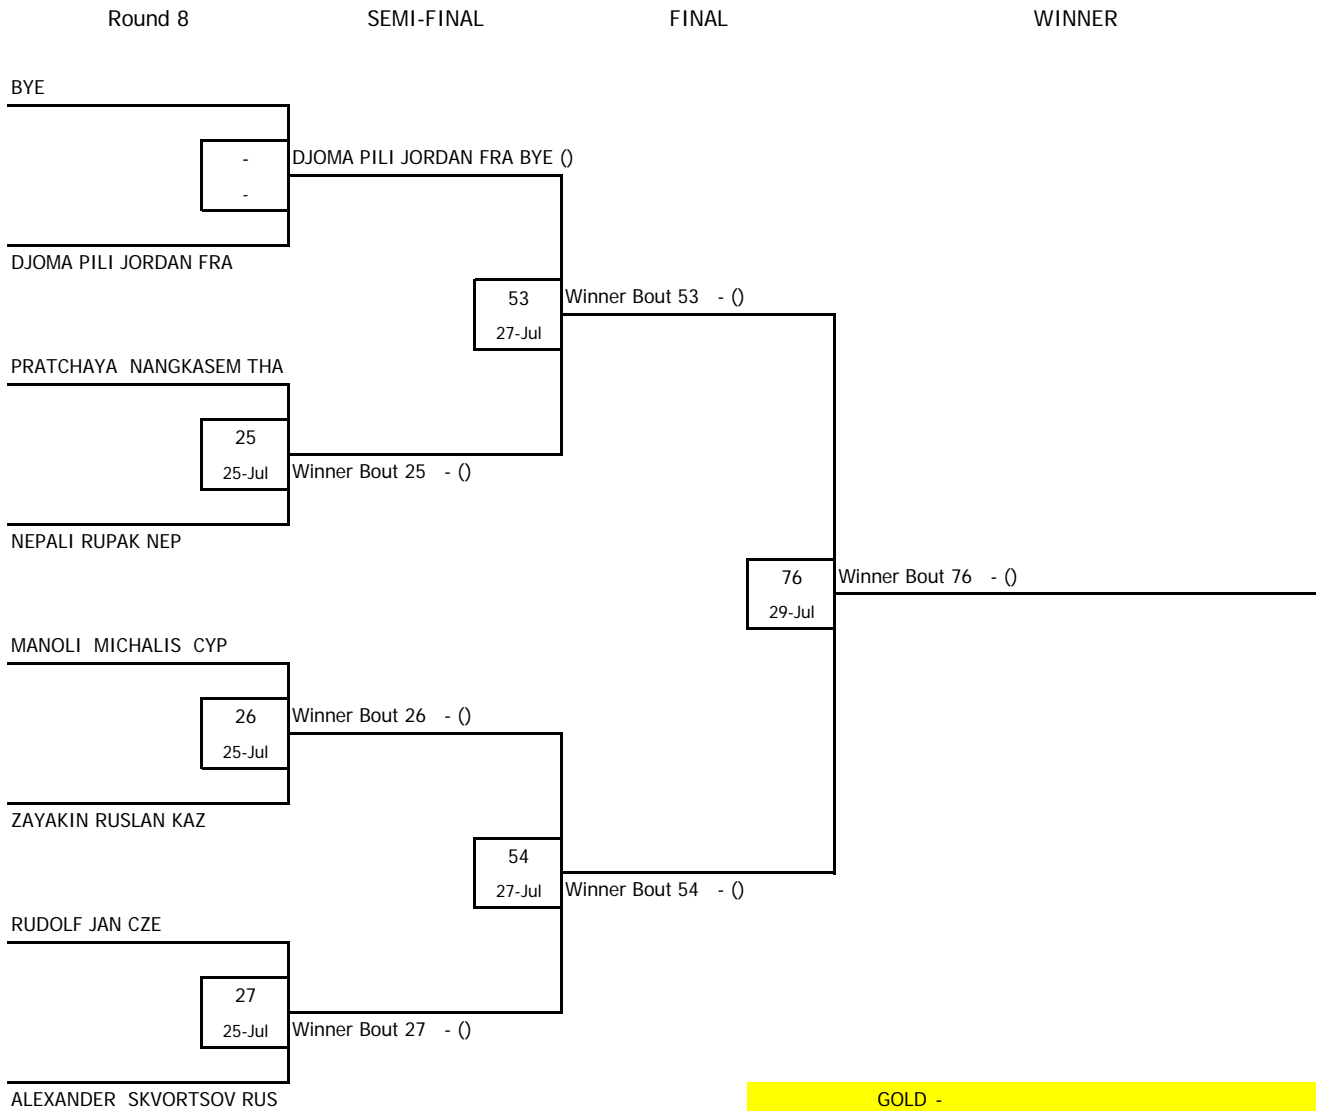 Round 8 SEMI-FINAL FINAL WINNER
BYE
- DJOMA PILI JORDAN FRA BYE ()
-
DJOMA PILI JORDAN FRA
53 Winner Bout 53 - ()
27-Jul
PRATCHAYA NANGKASEM THA
25
25-Jul Winner Bout 25 - ()
NEPALI RUPAK NEP
76 Winner Bout 76 - ()
29-Jul
MANOLI MICHALIS CYP
26 Winner Bout 26 - ()
25-Jul
ZAYAKIN RUSLAN KAZ
54
27-Jul Winner Bout 54 - ()
RUDOLF JAN CZE
27
25-Jul Winner Bout 27 - ()
ALEXANDER SKVORTSOV RUS GOLD -